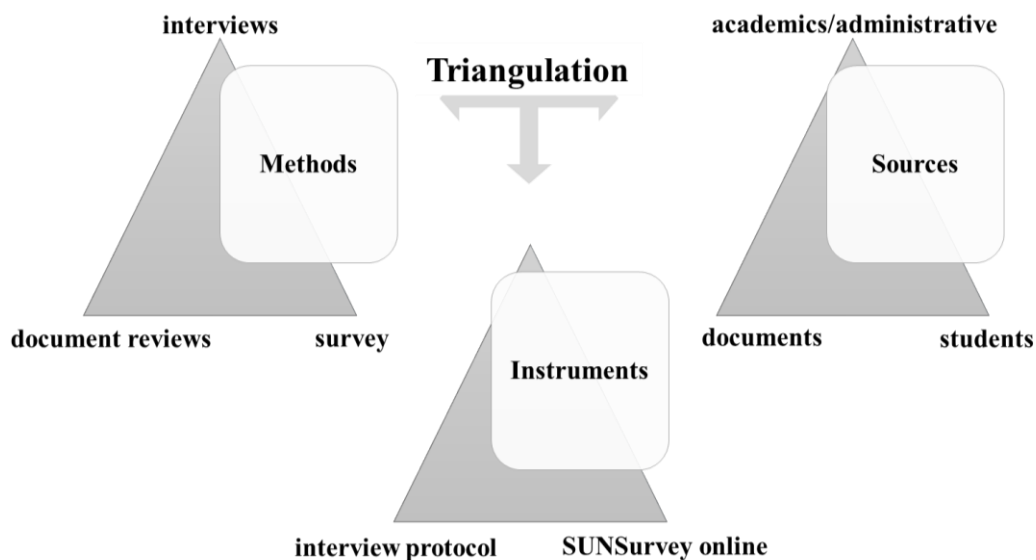 interviews
academics/administrative
Triangulation
Methods
Sources
document reviews
survey
documents
students
Instruments
interview protocol
SUNSurvey online